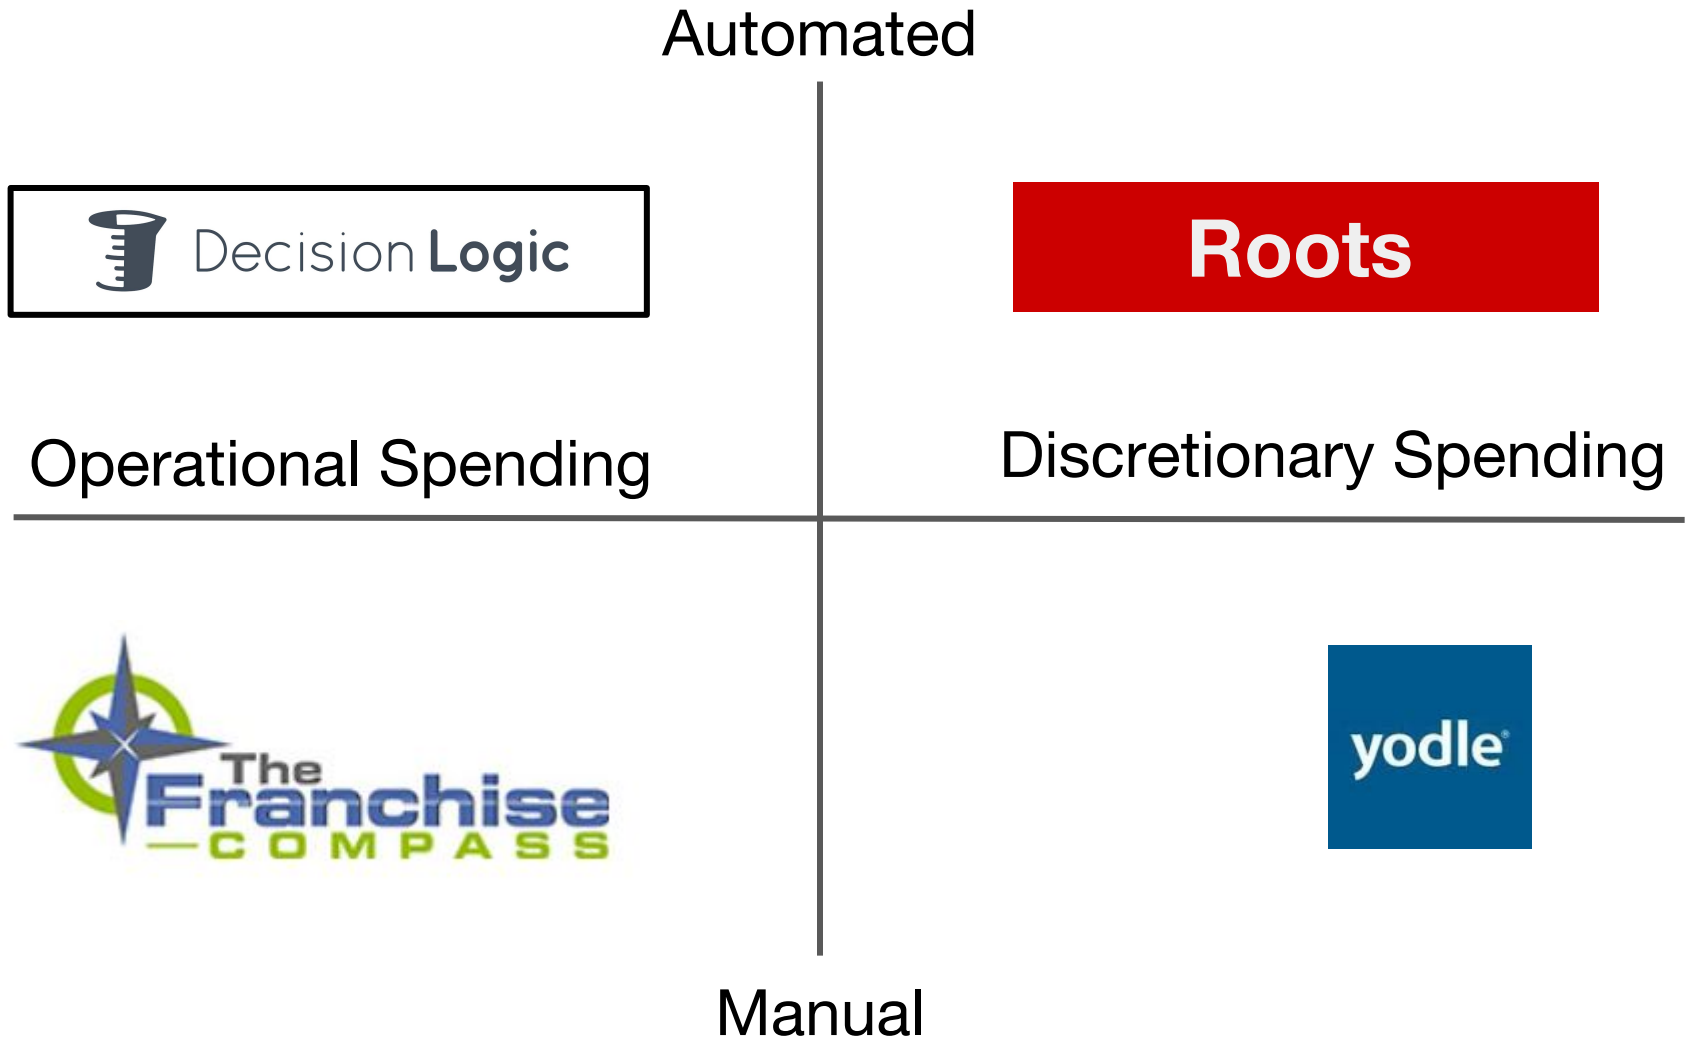 Automated
Decision Logic
Roots
Operational Spending
Discretionary Spending
The
Franchise
COMPASS
yodle®
Manual